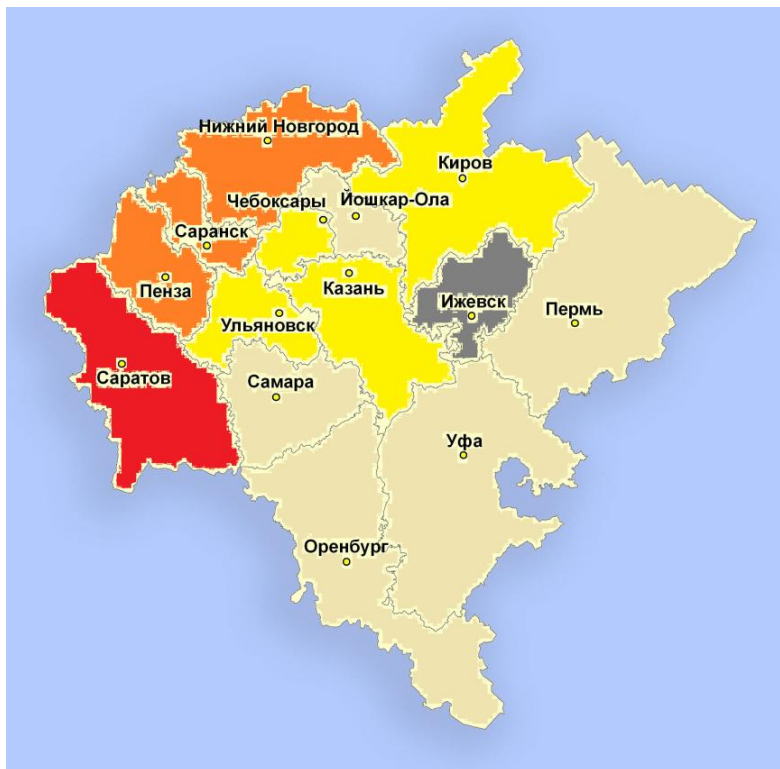 Нижний Новгород
Киров
Чебоксары
Йошкар-Ола
Саранск
Казань
Пенза
Ижевск
Пермь
Ульяновск
Саратов
Самара
Уфа
Оренбург